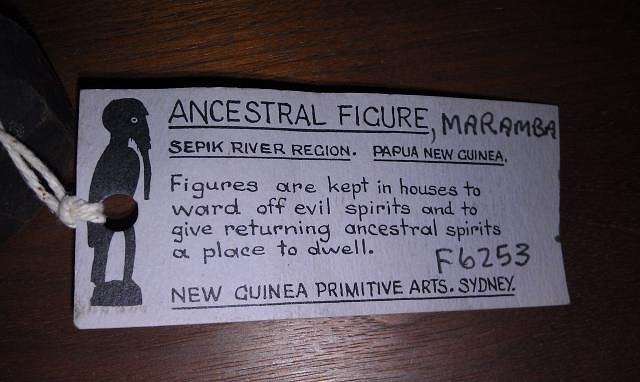 ANCESTRAL FIGURE, MARAMBA
SEPIK RIVER REGION. PAPUA NEW GUINEA.
Figures are kept in houses to
ward off evil spirits and to
give returning ancestral spirits
a place to dwell.
F6253
NEW GUINEA PRIMITIVE ARTS. SYDNEY.